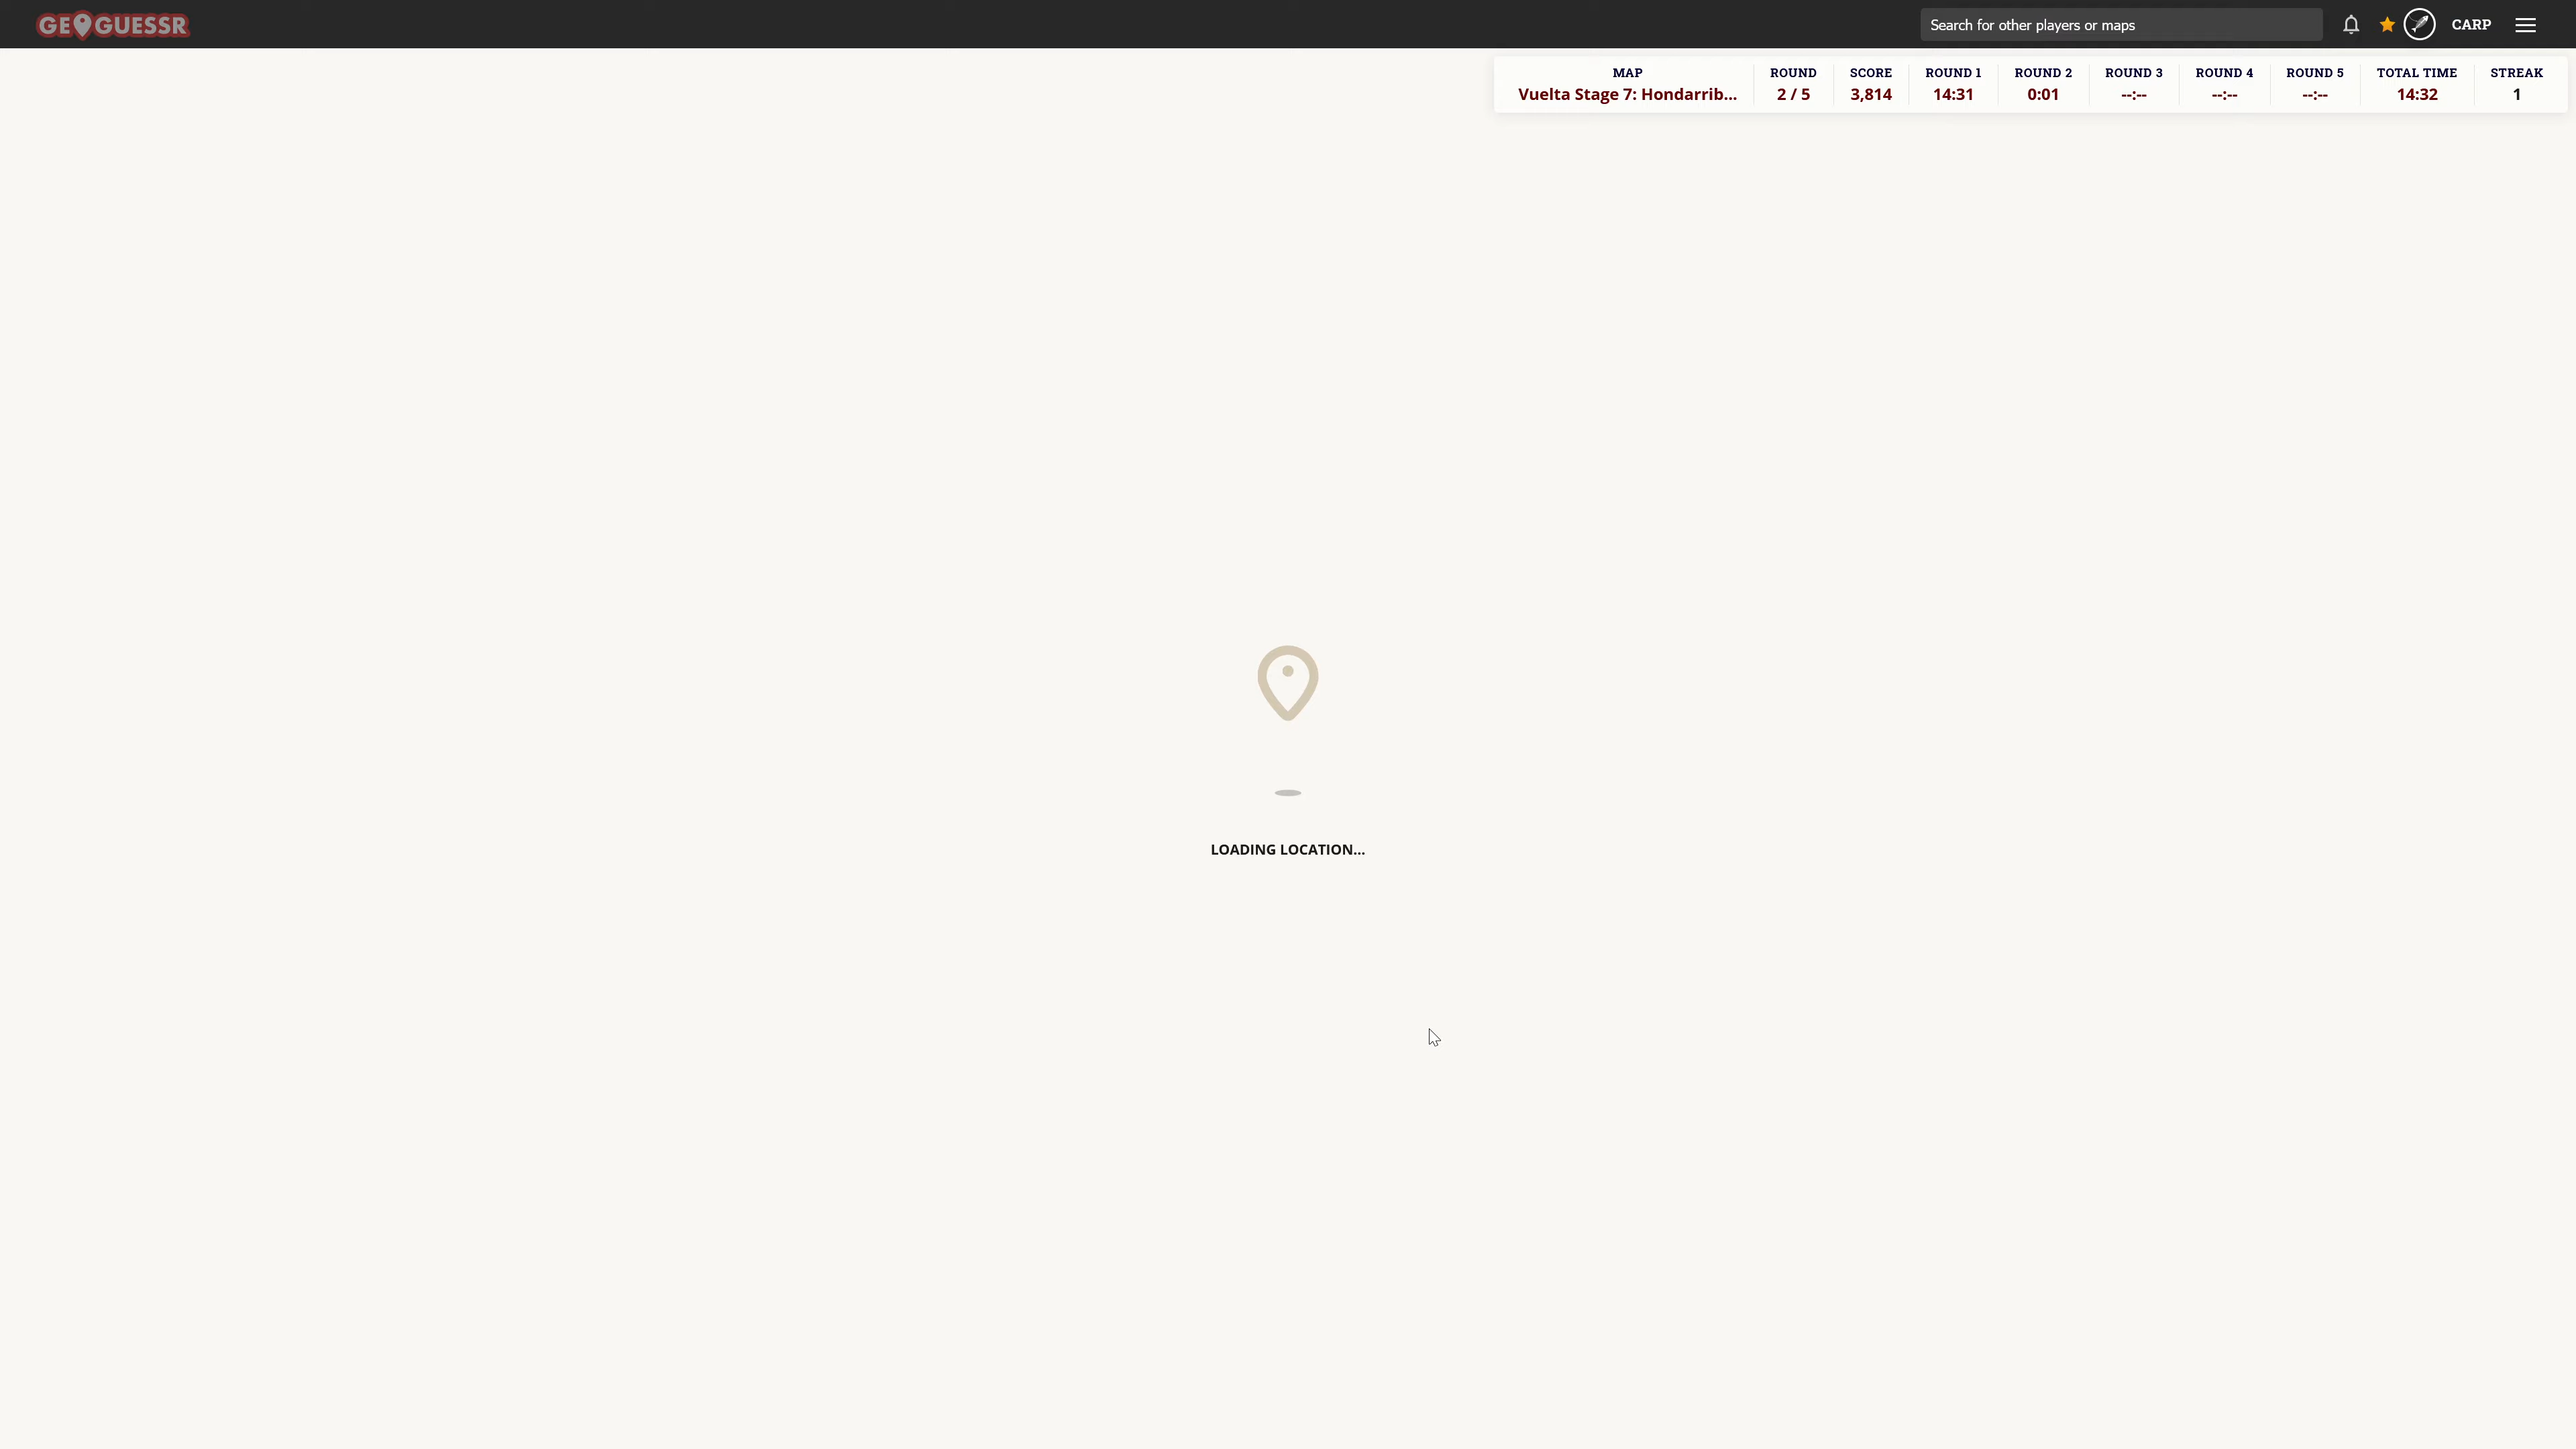 GEOGUESSR
Search for other players or maps
CARP
MAP ROUND SCORE ROUND 1 ROUND 2 ROUND 3 ROUND 4 ROUND 5 TOTAL TIME STREAK
Vuelta Stage 7: Hondarrib... 2 / 5 3,814 14:31 0:01 --:-- --:-- --:-- 14:32 1
LOADING LOCATION...